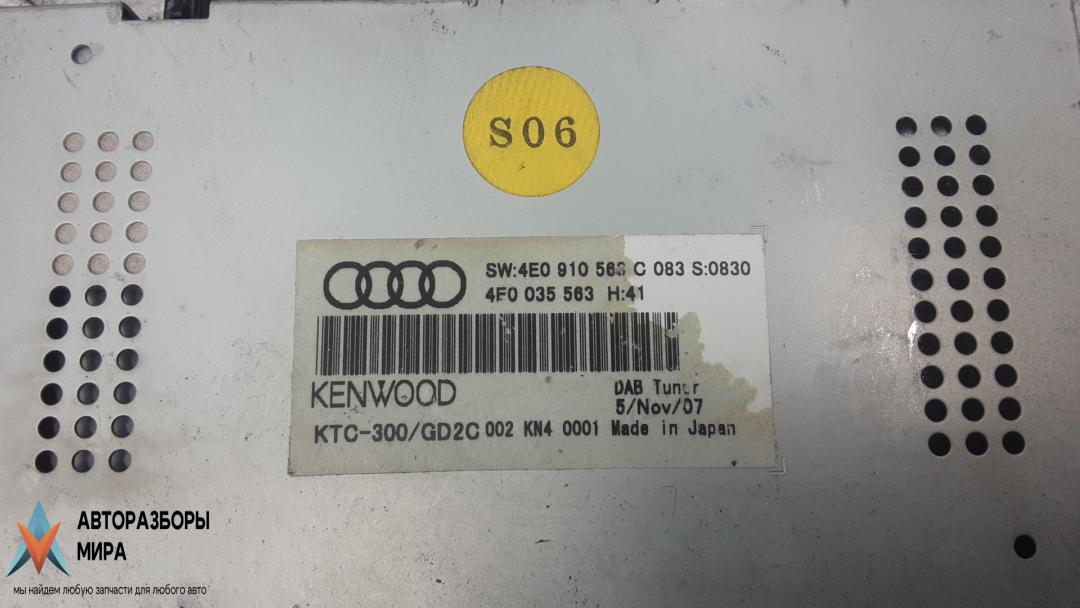 S06
SW:4E0 910 563 C 083 S:0830
4E0 035 563 H:41
KENWOOD
DAB Tuner
5/Nov/07
KTC-300/GD2C 002 KN4 0001 Made in Japan
АВТОРАЗБОРЫ
МИРА
мы найдем любую запчасти для любого авто